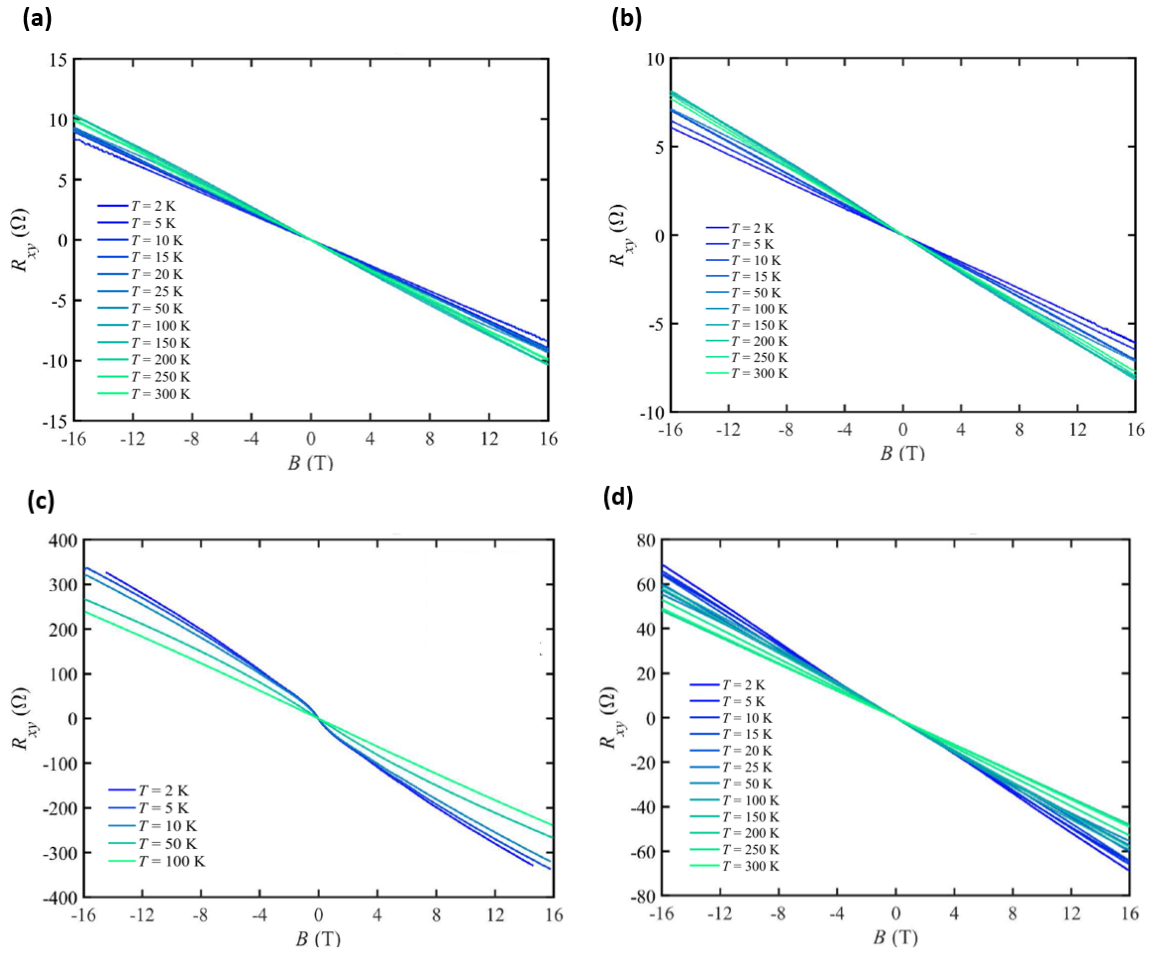 (a)
15
10
5
0
-5
-10
-15
Rxy (Ω)
T = 2 K
T = 5 K
T = 10 K
T = 15 K
T = 20 K
T = 25 K
T = 50 K
T = 100 K
T = 150 K
T = 200 K
T = 250 K
T = 300 K
-16 -12 -8 -4 0 4 8 12 16
B (T)
(b)
10
5
0
-5
-10
Rxy (Ω)
T = 2 K
T = 5 K
T = 10 K
T = 15 K
T = 50 K
T = 100 K
T = 150 K
T = 200 K
T = 250 K
T = 300 K
-16 -12 -8 -4 0 4 8 12 16
B (T)
(c)
400
300
200
100
0
-100
-200
-300
-400
Rxy (Ω)
T = 2 K
T = 5 K
T = 10 K
T = 50 K
T = 100 K
-16 -12 -8 -4 0 4 8 12 16
B (T)
(d)
80
60
40
20
0
-20
-40
-60
-80
Rxy (Ω)
T = 2 K
T = 5 K
T = 10 K
T = 15 K
T = 20 K
T = 25 K
T = 50 K
T = 100 K
T = 150 K
T = 200 K
T = 250 K
T = 300 K
-16 -12 -8 -4 0 4 8 12 16
B (T)